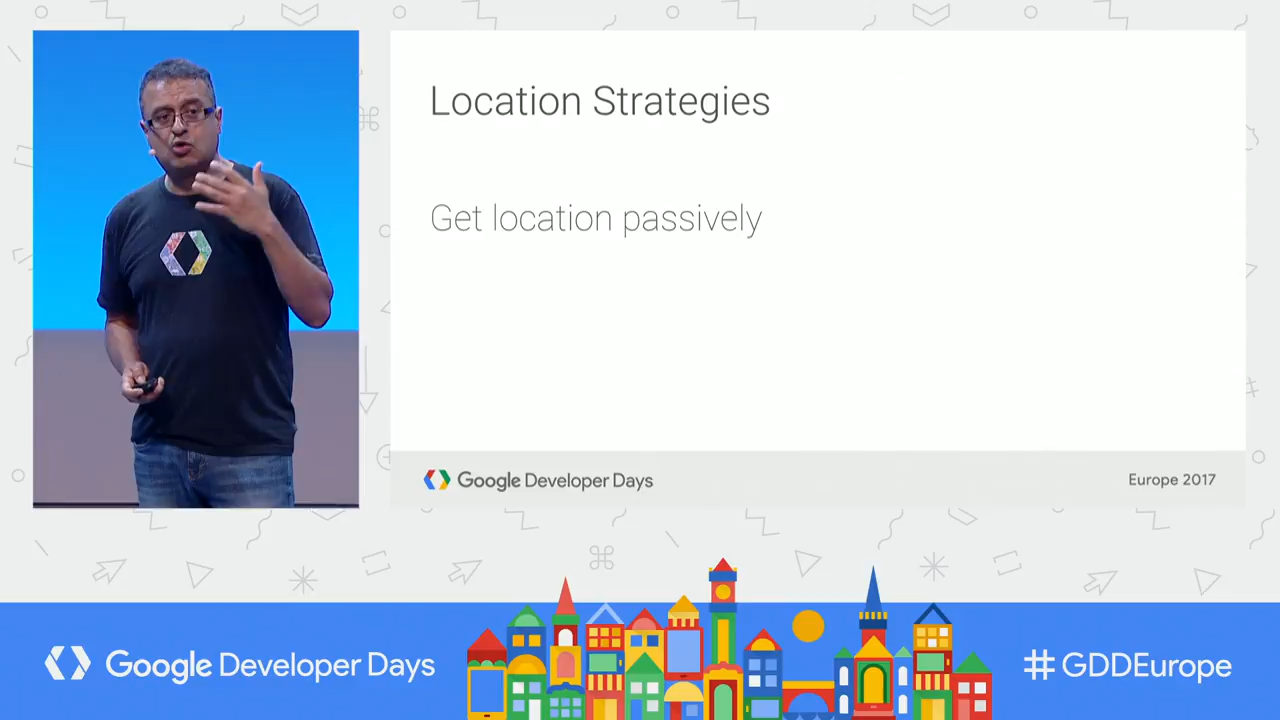 Location Strategies
Get location passively
Google Developer Days
Europe 2017
Google Developer Days
#GDDEurope